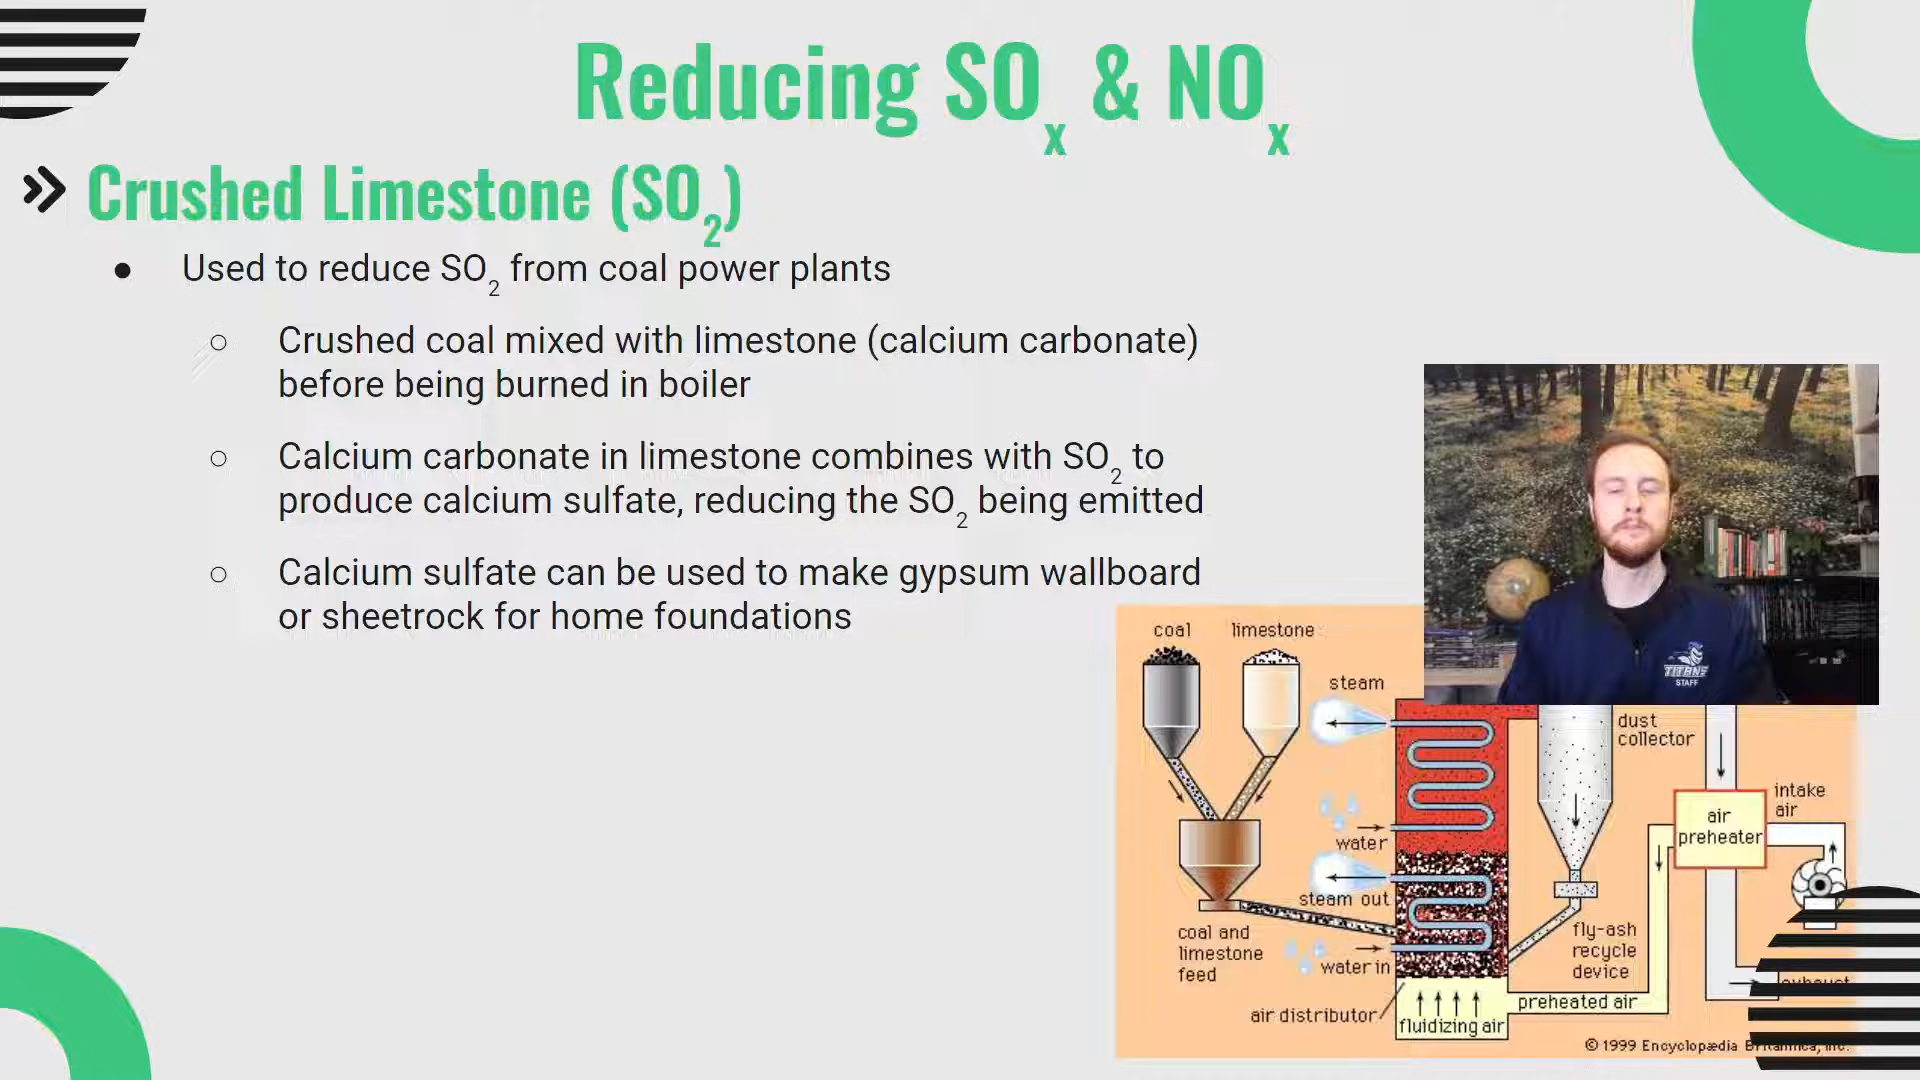 Reducing SOx & NOx
Crushed Limestone (SO2)
Used to reduce SO2 from coal power plants
Crushed coal mixed with limestone (calcium carbonate)
before being burned in boiler
Calcium carbonate in limestone combines with SO2 to
produce calcium sulfate, reducing the SO2 being emitted
Calcium sulfate can be used to make gypsum wallboard
or sheetrock for home foundations
coal
limestone
steam
TITANS
STAFF
dust
collector
intake
air
air
preheater
water
steam out
coal and
limestone
feed
water in
fly-ash
recycle
device
exhaust
preheated air
air distributor
fluidizing air
© 1999 Encyclopædia Britannica, Inc.